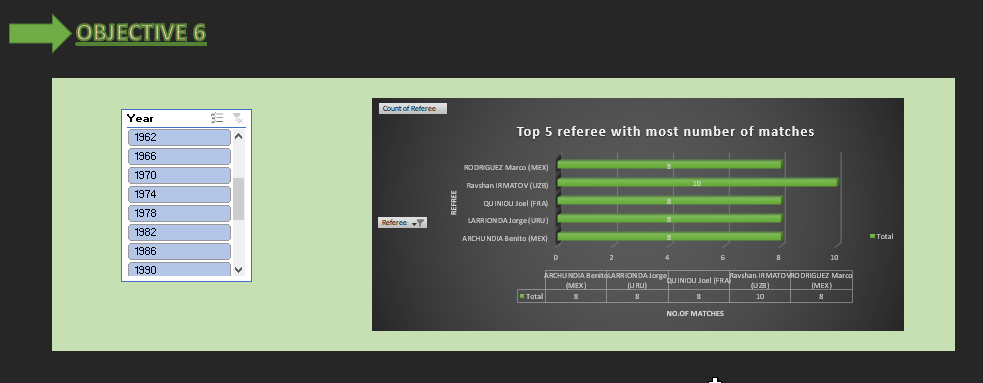 OBJECTIVE 6
Year
1962
1966
1970
1974
1978
1982
1986
1990
Count of Referee
Top 5 referee with most number of matches
REFREE
RODRIGUEZ Marco (MEX)
8
Ravshan IRMATOV (UZB)
10
QUINIOU Joel (FRA)
8
LARRIONDA Jorge (URU)
8
ARCHUNDIA Benito (MEX)
8
Referee
Total
0 2 4 6 8 10
ARCHUNDIA Benito (MEX) LARRIONDA Jorge (URU) QUINIOU Joel (FRA) Ravshan IRMATOV (UZB) RODRIGUEZ Marco (MEX)
Total 8 8 8 10 8
NO.OF MATCHES